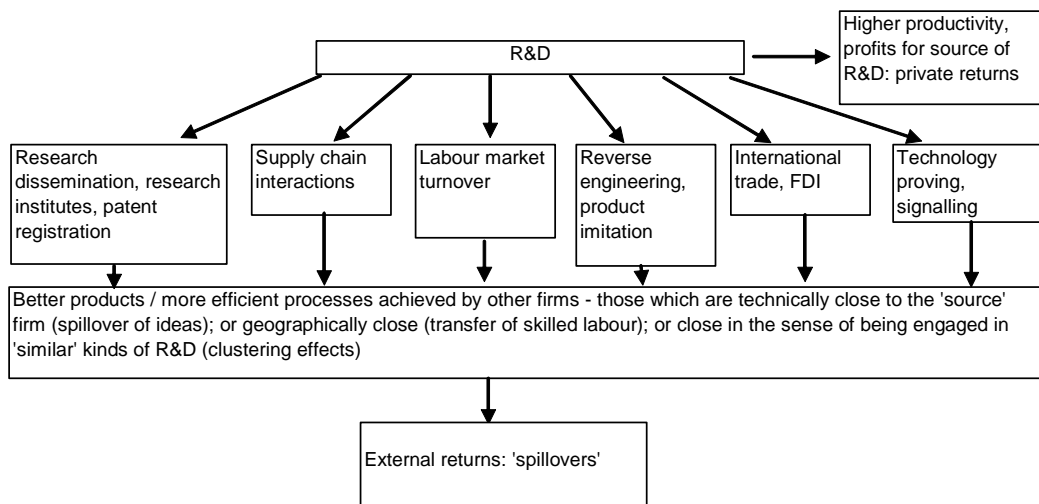 R&D
Higher productivity,
profits for source of
R&D: private returns
Research
dissemination, research
institutes, patent
registration
Supply chain
interactions
Labour market
turnover
Reverse
engineering,
product
imitation
International
trade, FDI
Technology
proving,
signalling
Better products / more efficient processes achieved by other firms - those which are technically close to the 'source'
firm (spillover of ideas); or geographically close (transfer of skilled labour); or close in the sense of being engaged in
'similar' kinds of R&D (clustering effects)
External returns: 'spillovers'